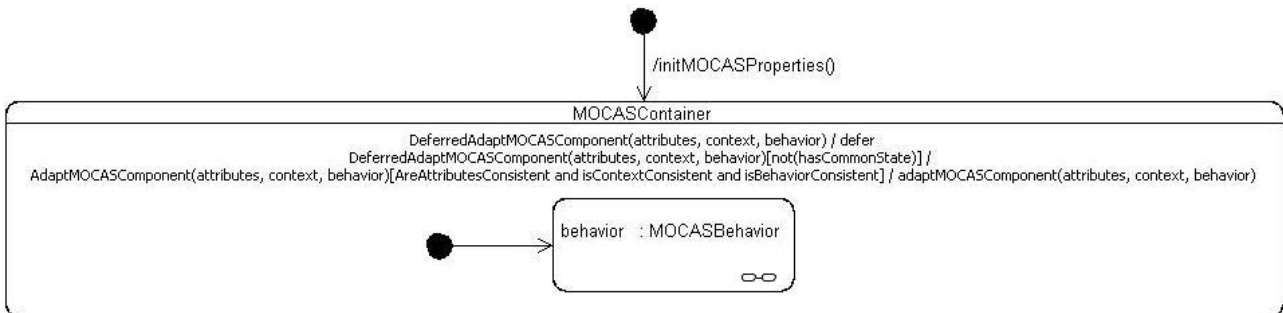 /initMOCASProperties()
MOCASContainer
DeferredAdaptMOCASComponent(attributes, context, behavior) / defer
DeferredAdaptMOCASComponent(attributes, context, behavior)[not(hasCommonState)] /
AdaptMOCASComponent(attributes, context, behavior)[AreAttributesConsistent and isContextConsistent and isBehaviorConsistent] / adaptMOCASComponent(attributes, context, behavior)
behavior : MOCASBehavior